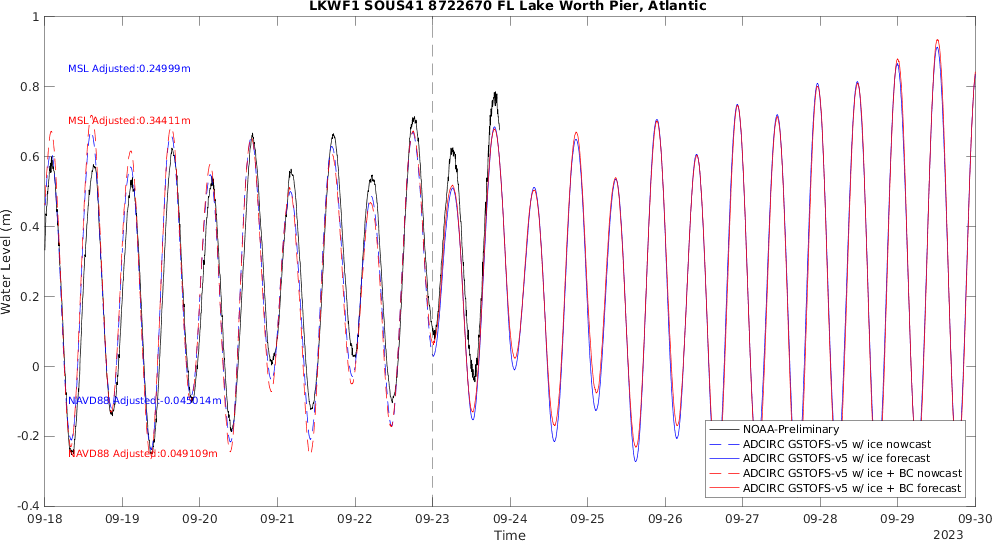 LKWF1 SOUS41 8722670 FL Lake Worth Pier, Atlantic
1
MSL Adjusted:0.24999m
0.8
MSL Adjusted:0.34411m
0.6
Water Level (m)
0.4
0.2
0
NAVD88 Adjusted:-0.045014m
-0.2
NAVD88 Adjusted:0.049109m
-0.4
NOAA-Preliminary
ADCIRC GSTOFS-v5 w/ ice nowcast
ADCIRC GSTOFS-v5 w/ ice forecast
ADCIRC GSTOFS-v5 w/ ice + BC nowcast
ADCIRC GSTOFS-v5 w/ ice + BC forecast
09-18 09-19 09-20 09-21 09-22 09-23 09-24 09-25 09-26 09-27 09-28 09-29 09-30
Time
2023